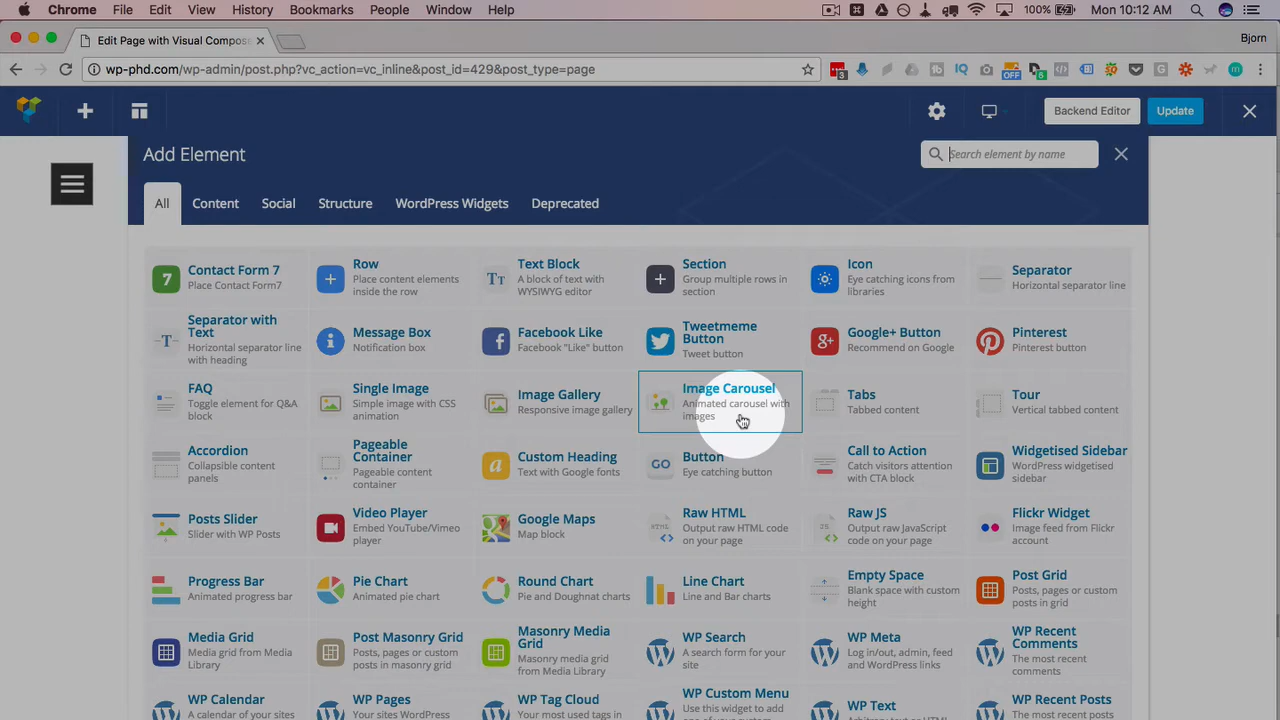 Chrome File Edit View History Bookmarks People Window Help 100% Mon 10:12 AM
Edit Page with Visual Compos
Bjorn
wp-phd.com/wp-admin/post.php?vc_action=vc_inline&post_id=429&post_type=page
Backend Editor Update
Add Element
Search element by name
All Content Social Structure WordPress Widgets Deprecated
Contact Form 7
Place Contact Form7
Row
Place content elements
inside the row
Text Block
A block of text with
WYSIWYG editor
Section
Group multiple rows in
section
Icon
Eye catching icons from
libraries
Separator
Horizontal separator line
Separator with
Text
Horizontal separator line
with heading
Message Box
Notification box
Facebook Like
Facebook "Like" button
Tweetmeme
Button
Tweet button
Google+ Button
Recommend on Google
Pinterest
Pinterest button
FAQ
Toggle element for Q&A
block
Single Image
Simple image with CSS
animation
Image Gallery
Responsive image gallery
Image Carousel
Animated carousel with
images
Tabs
Tabbed content
Tour
Vertical tabbed content
Accordion
Collapsible content
panels
Pageable
Container
Pageable content
container
Custom Heading
Text with Google fonts
GO
Button
Eye catching button
Call to Action
Catch visitors attention
with CTA block
Widgetised Sidebar
WordPress widgetised
sidebar
Posts Slider
Slider with WP Posts
Video Player
Embed YouTube/Vimeo
player
Google Maps
Map block
Raw HTML
Output raw HTML code
on your page
Raw JS
Output raw JavaScript
code on your page
Flickr Widget
Image feed from Flickr
account
Progress Bar
Animated progress bar
Pie Chart
Animated pie chart
Round Chart
Pie and Doughnat charts
Line Chart
Line and Bar charts
Empty Space
Blank space with custom
height
Post Grid
Posts, pages or custom
posts in grid
Media Grid
Media grid from Media
Library
Post Masonry Grid
Posts, pages or custom
posts in masonry grid
Masonry Media
Grid
Masonry media grid
from Media Library
WP Search
A search form for your
site
WP Meta
Log in/out, admin, feed
and WordPress links
WP Recent
Comments
The most recent
comments
WP Calendar
A calendar of your sites
WP Pages
Your sites WordPress
WP Tag Cloud
Your most used tags in
WP Custom Menu
Use this widget to add
WP Text
Arbitrary text or HTML
WP Recent Posts
The most recent posts